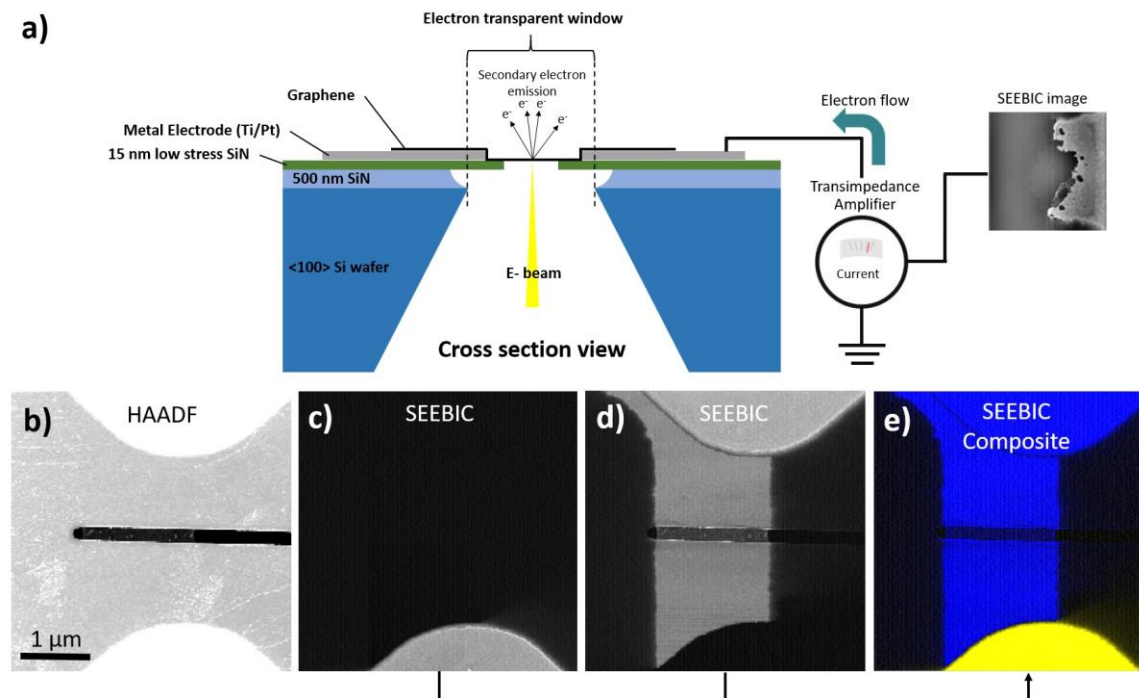 a)
Electron transparent window
Secondary electron
emission
e- e- e- e-
Graphene
Metal Electrode (Ti/Pt)
15 nm low stress SiN
500 nm SiN
<100> Si wafer
E- beam
Cross section view
Electron flow
SEEBIC image
Transimpedance
Amplifier
Current
b)
HAADF
1 μm
c)
SEEBIC
d)
SEEBIC
e)
SEEBIC
Composite